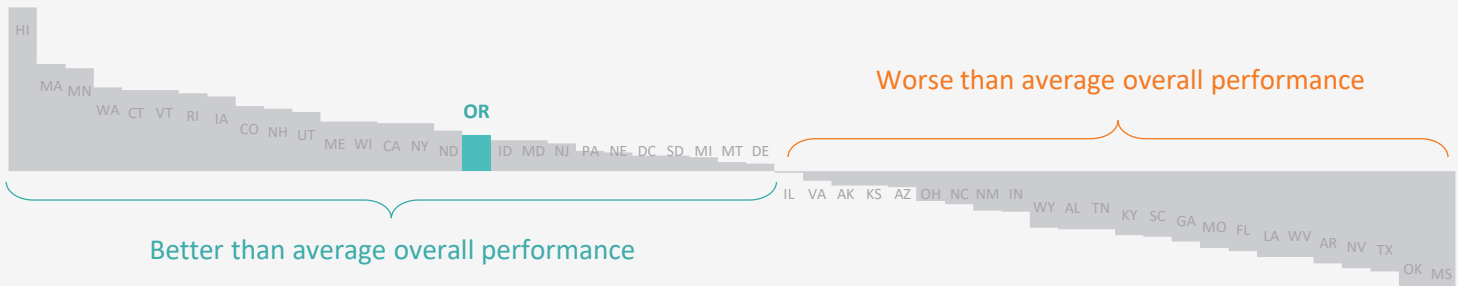 HI
MA
MN
WA CT VT RI IA
CO NH UT
ME WI CA NY ND
OR
ID MD NJ PA NE DC SD MI MT DE
Worse than average overall performance
Better than average overall performance
IL VA AK KS AZ OH NC NM IN
WY AL TN KY SC GA MO FL LA WV AR NV TX
OK MS